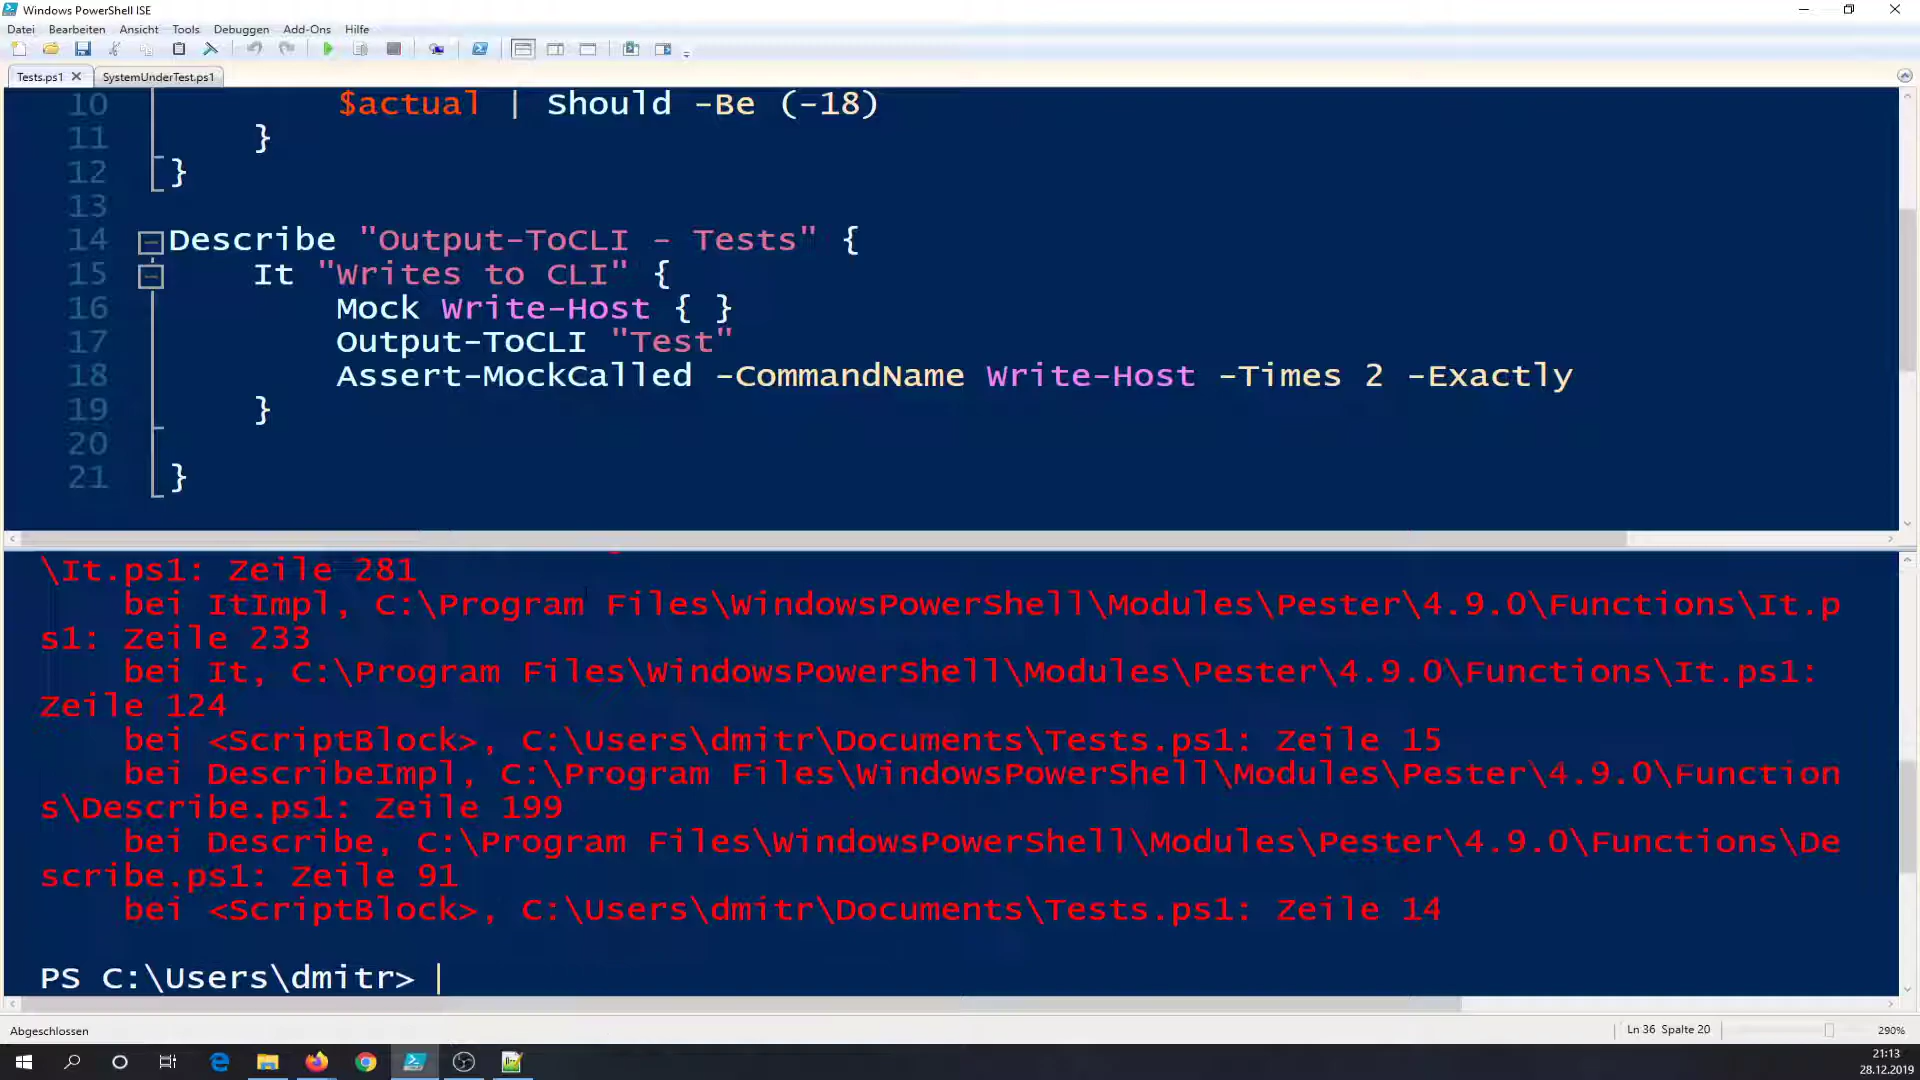 Windows PowerShell ISE
Datei Bearbeiten Ansicht Tools Debuggen Add-Ons Hilfe
Tests.ps1 SystemUnderTest.ps1
10 $actual | Should -Be (-18)
11 }
12 }
13
14 Describe "Output-ToCLI - Tests" {
15 It "Writes to CLI" {
16 Mock Write-Host { }
17 Output-ToCLI "Test"
18 Assert-MockCalled -CommandName Write-Host -Times 2 -Exactly
19 }
20
21 }
\It.ps1: Zeile 281
bei ItImpl, C:\Program Files\WindowsPowerShell\Modules\Pester\4.9.0\Functions\It.p
s1: Zeile 233
bei It, C:\Program Files\WindowsPowerShell\Modules\Pester\4.9.0\Functions\It.ps1:
Zeile 124
bei <ScriptBlock>, C:\Users\dmitr\Documents\Tests.ps1: Zeile 15
bei DescribeImpl, C:\Program Files\WindowsPowerShell\Modules\Pester\4.9.0\Function
s\Describe.ps1: Zeile 199
bei Describe, C:\Program Files\WindowsPowerShell\Modules\Pester\4.9.0\Functions\De
scribe.ps1: Zeile 91
bei <ScriptBlock>, C:\Users\dmitr\Documents\Tests.ps1: Zeile 14
PS C:\Users\dmitr>
Abgeschlossen Ln 36 Spalte 20 290%
21:13
28.12.2019